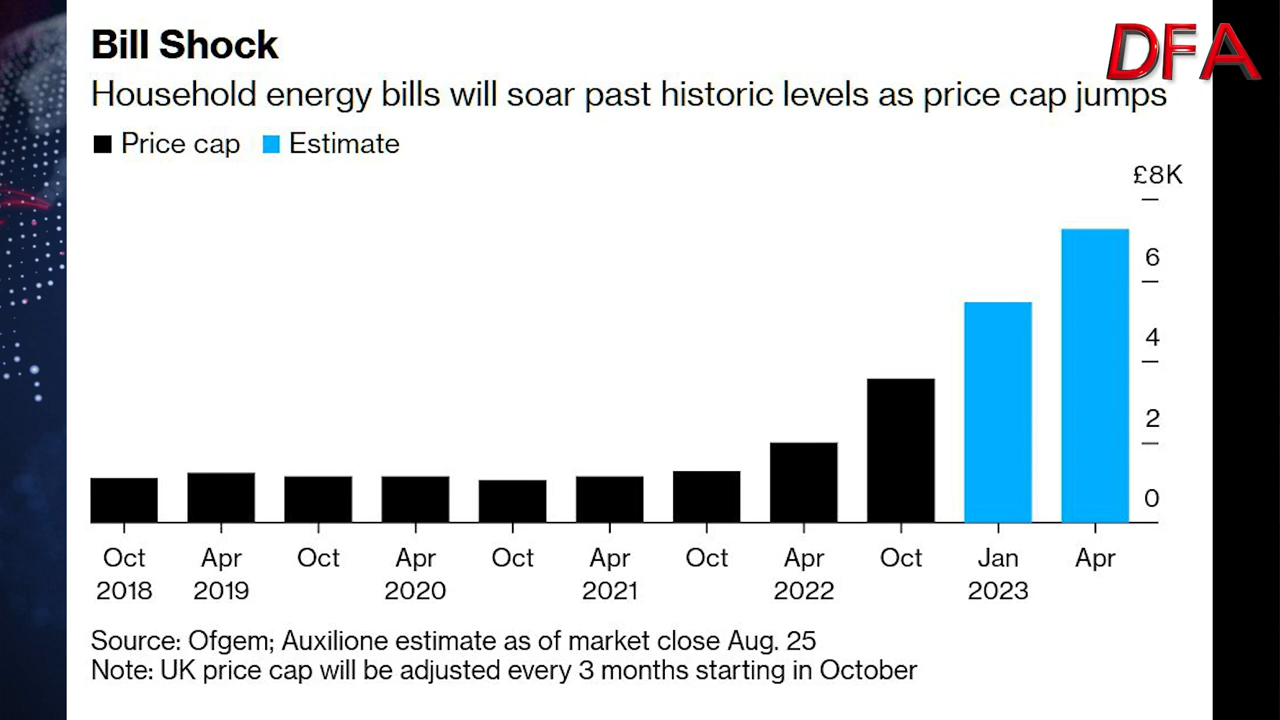 Bill Shock
DFA
Household energy bills will soar past historic levels as price cap jumps
Price cap Estimate
£8K
6
4
2
0
Oct Apr Oct Apr Oct Apr Oct Apr Oct Jan Apr
2018 2019 2020 2021 2022 2023
Source: Ofgem; Auxilione estimate as of market close Aug. 25
Note: UK price cap will be adjusted every 3 months starting in October